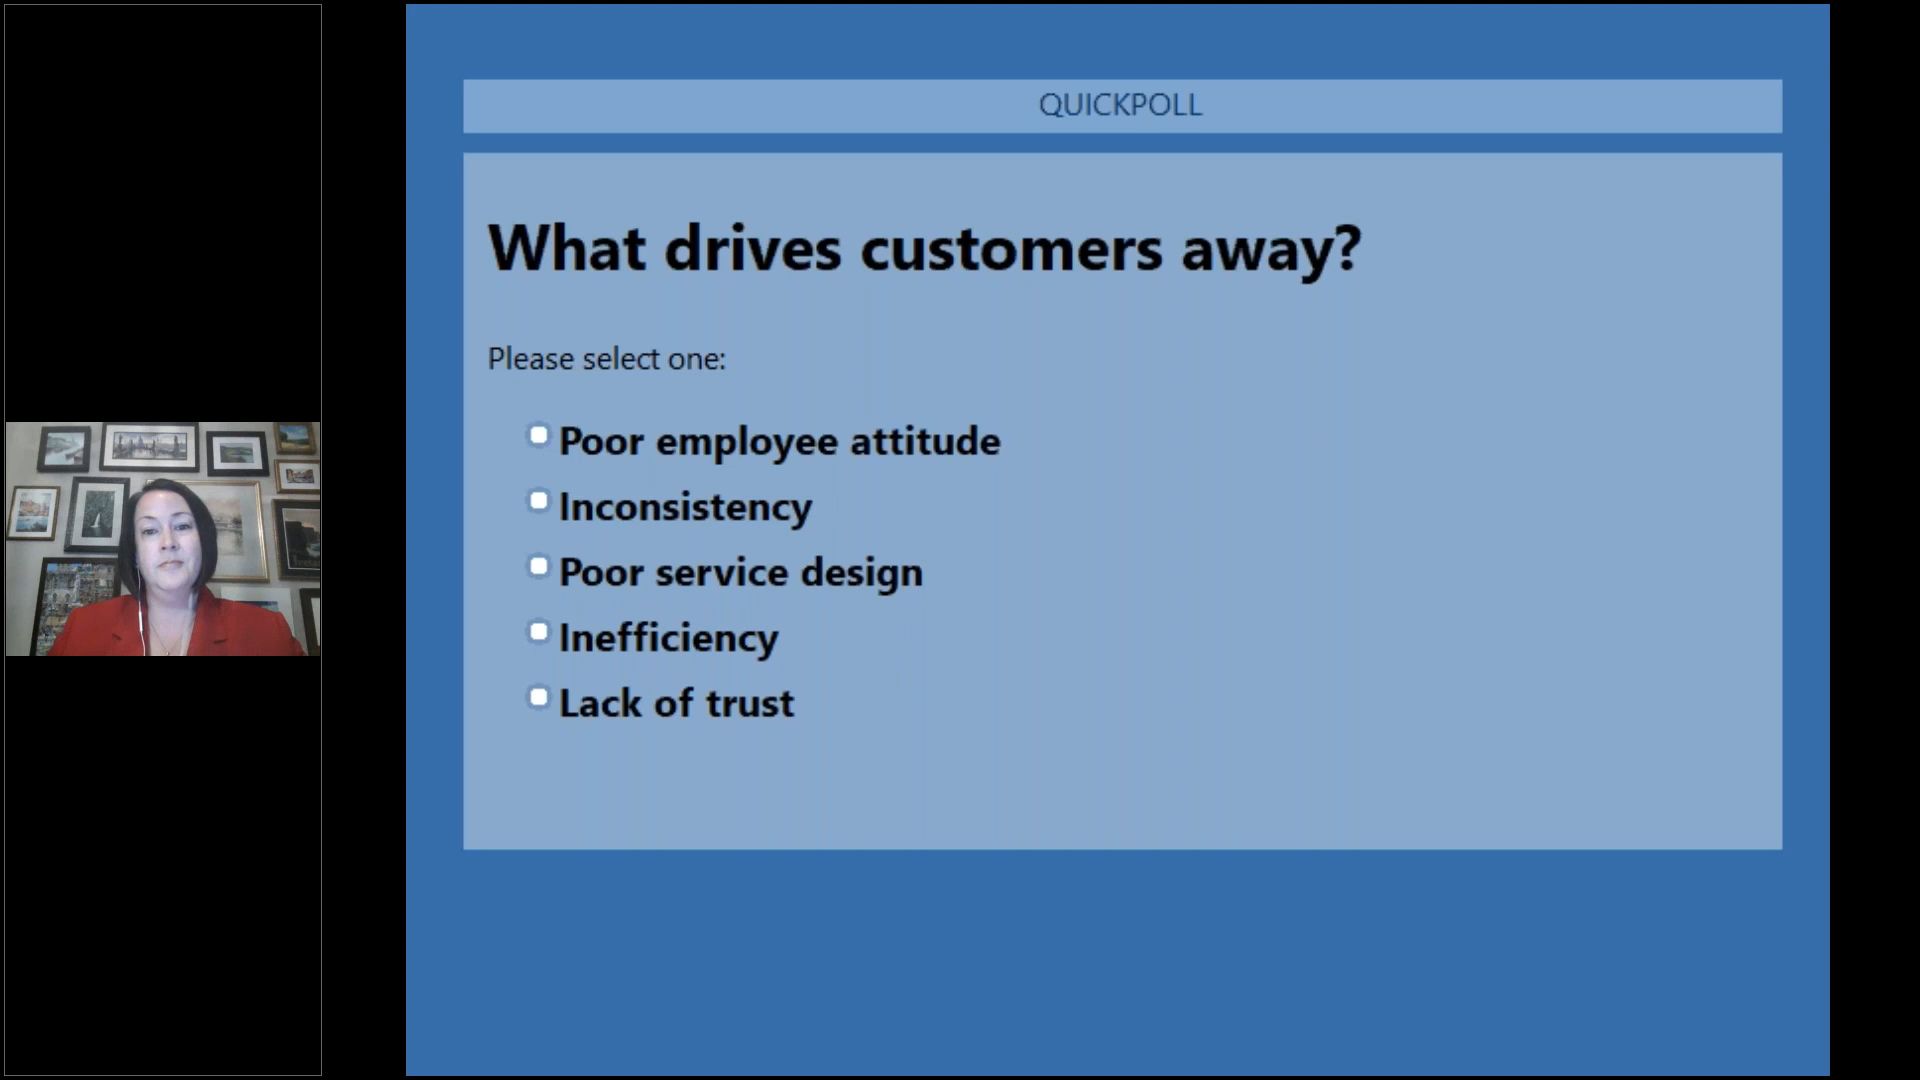 QUICKPOLL
What drives customers away?
Please select one:
Poor employee attitude
Inconsistency
Poor service design
Inefficiency
Lack of trust